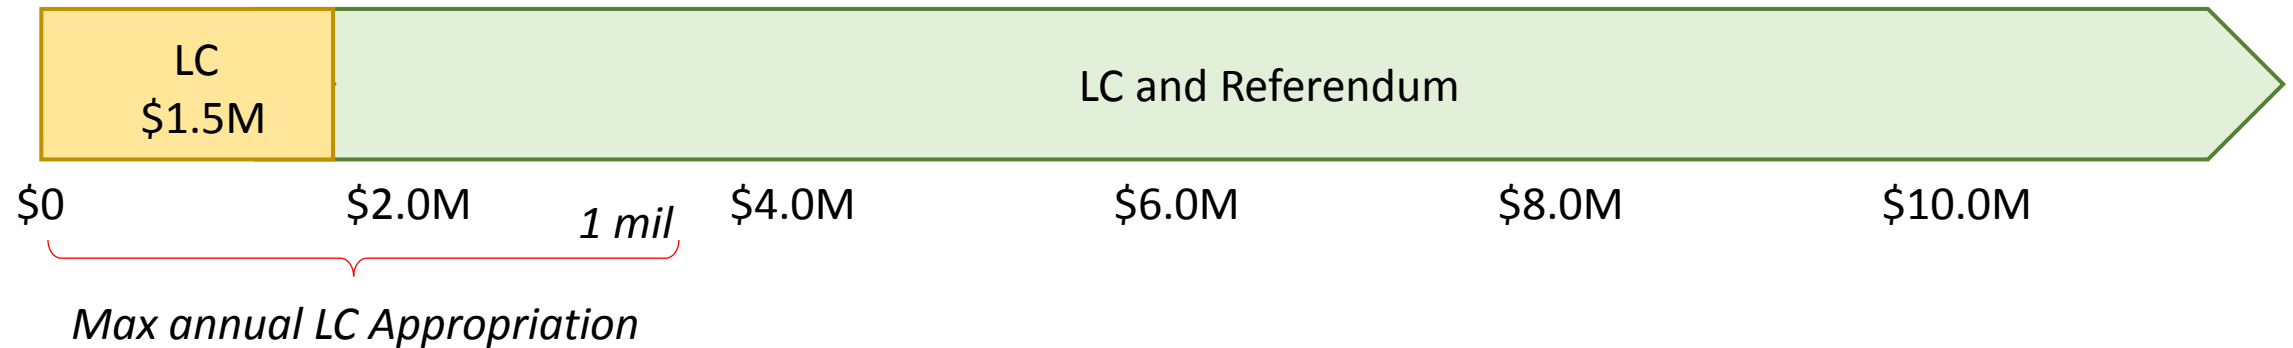 LC
$1.5M
LC and Referendum
$0
$2.0M
1 mil
$4.0M
$6.0M
$8.0M
$10.0M
Max annual LC Appropriation